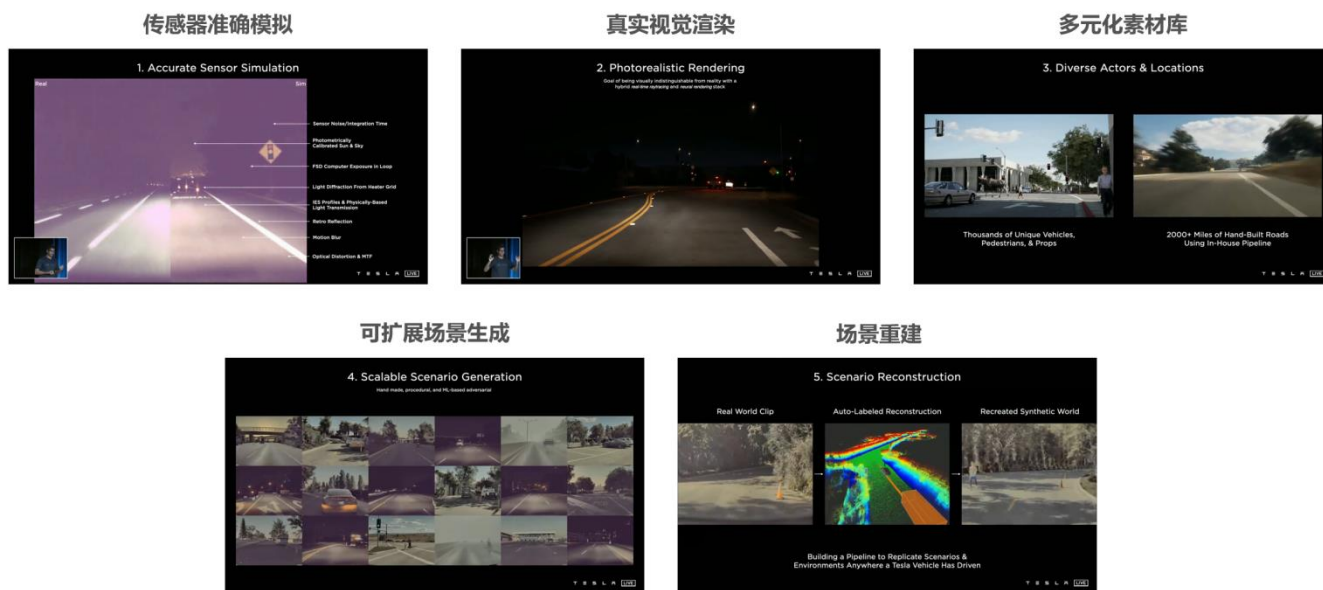 传感器准确模拟
真实视觉渲染
多元化素材库
1. Accurate Sensor Simulation
Real
Sim
Sensor Noise/Integration Time
Photometrically
Calibrated Sun & Sky
FSD Computer Exposure in Loop
Light Diffraction From Heater Grid
IES Profiles & Physically-Based
Light Transmission
Retro Reflection
Motion Blur
Optical Distortion & MTF
TESLA LIVE
2. Photorealistic Rendering
Goal of being visually indistinguishable from reality with a
hybrid real-time raytracing and neural rendering stack
TESLA LIVE
3. Diverse Actors & Locations
Thousands of Unique Vehicles,
Pedestrians, & Props
2000+ Miles of Hand-Built Roads
Using In-House Pipeline
TESLA LIVE
可扩展场景生成
场景重建
4. Scalable Scenario Generation
Hand made, procedural, and ML-based adversarial
TESLA LIVE
5. Scenario Reconstruction
Real World Clip
Auto-Labeled Reconstruction
Recreated Synthetic World
Building a Pipeline to Replicate Scenarios &
Environments Anywhere a Tesla Vehicle Has Driven
TESLA LIVE